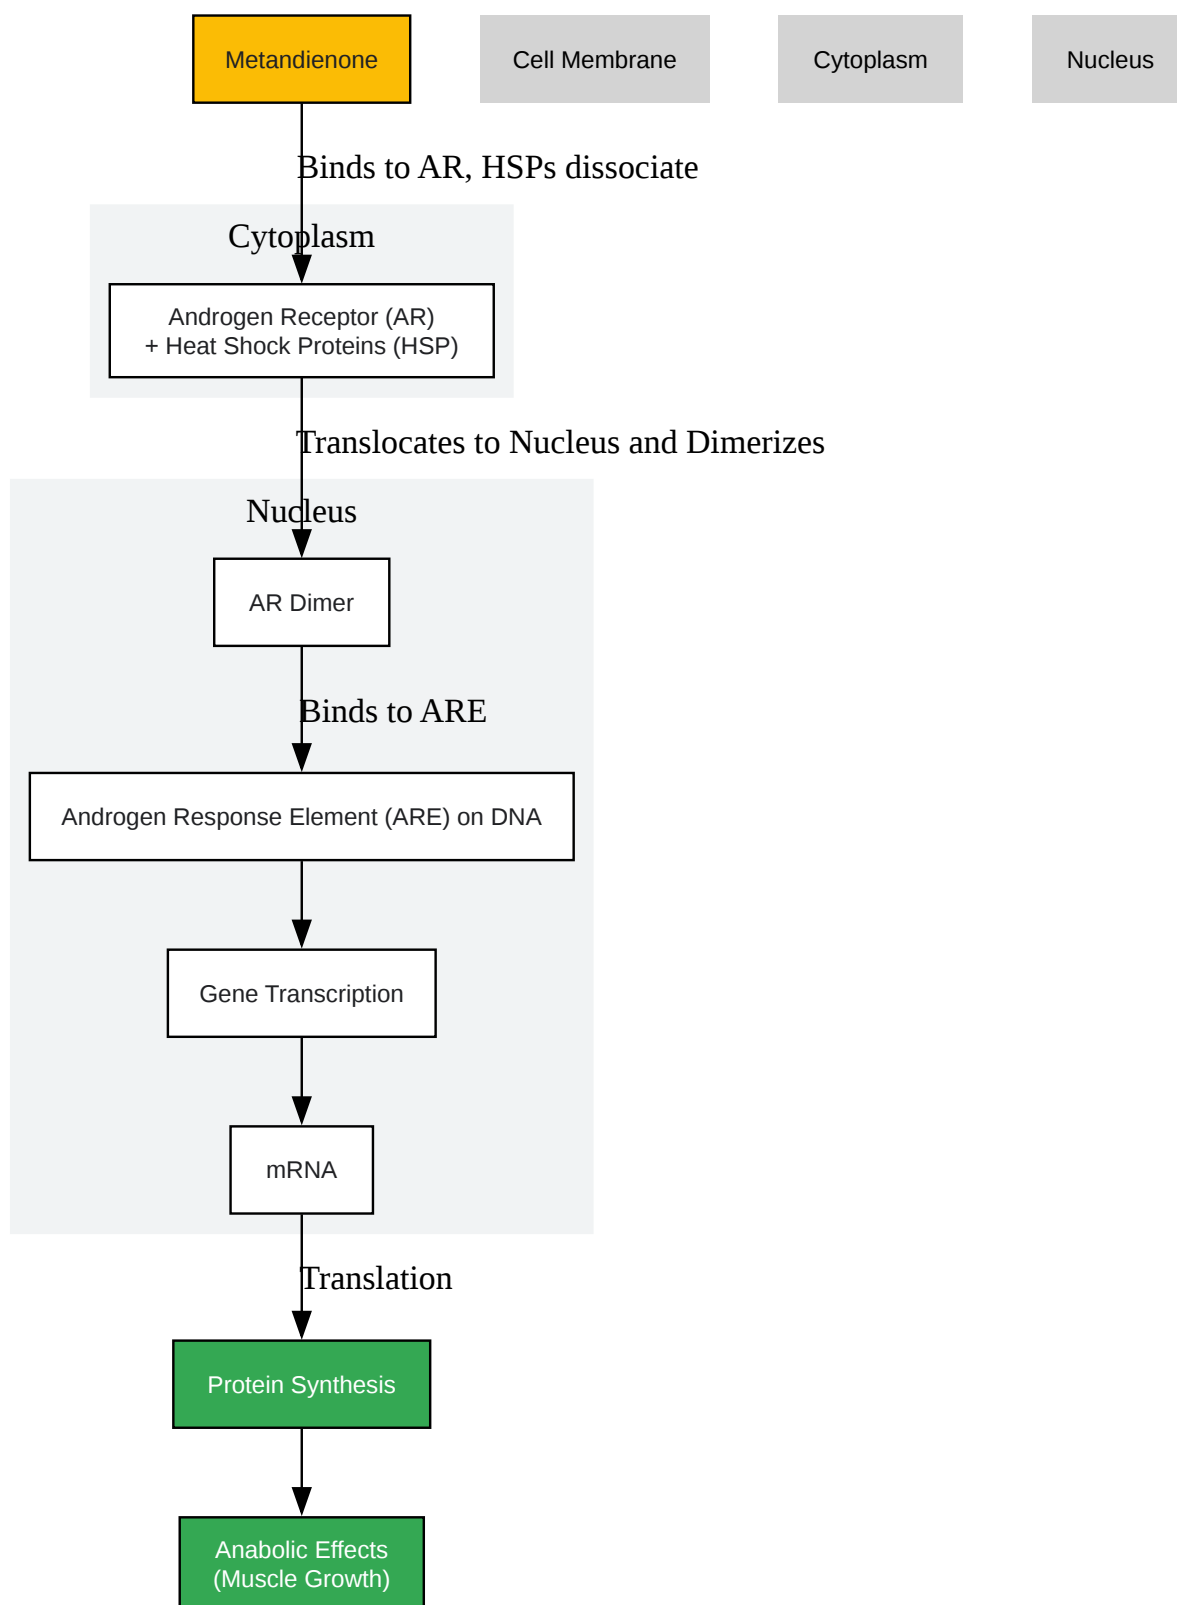 Metandienone
Cell Membrane
Cytoplasm
Nucleus
Binds to AR, HSPs dissociate
Cytoplasm
Androgen Receptor (AR)
+ Heat Shock Proteins (HSP)
Translocates to Nucleus and Dimerizes
Nucleus
AR Dimer
Binds to ARE
Androgen Response Element (ARE) on DNA
Gene Transcription
mRNA
Translation
Protein Synthesis
Anabolic Effects
(Muscle Growth)